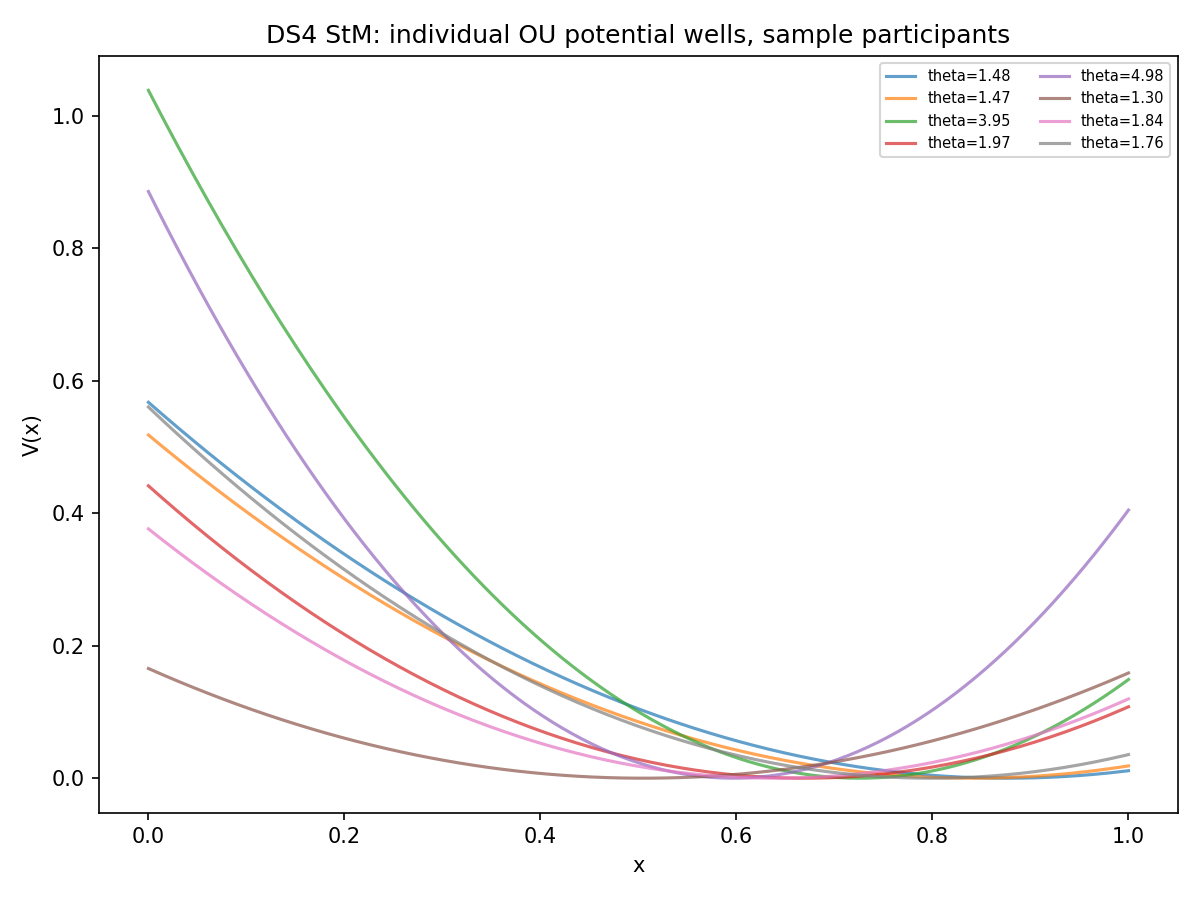 DS4 StM: individual OU potential wells, sample participants
theta=1.48
theta=1.47
theta=3.95
theta=1.97
theta=4.98
theta=1.30
theta=1.84
theta=1.76
V(x)
1.0
0.8
0.6
0.4
0.2
0.0
0.0 0.2 0.4 0.6 0.8 1.0
x